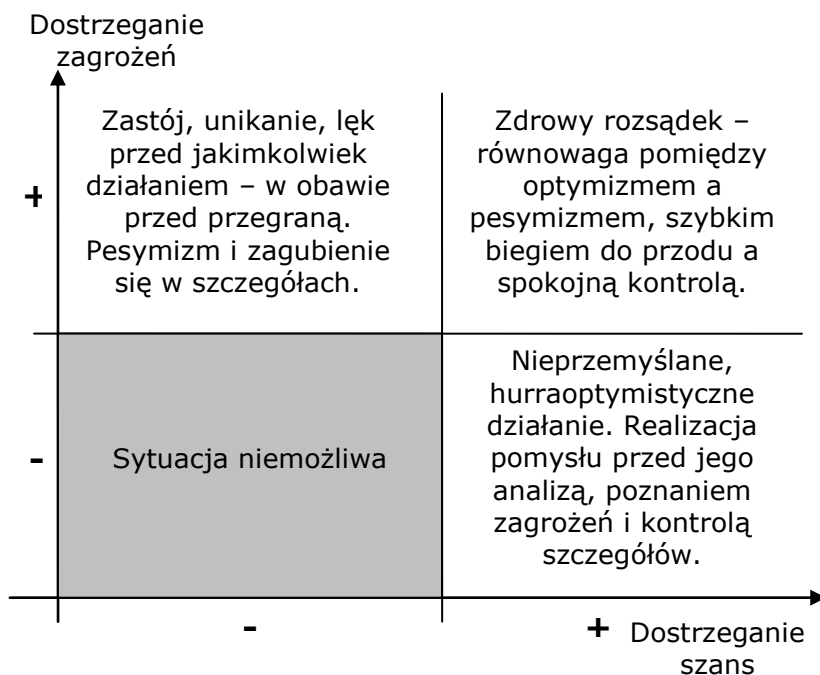 Dostrzeganie
zagrożeń
+
Zastój, unikanie, lęk
przed jakimkolwiek
działaniem – w obawie
przed przegraną.
Pesymizm i zagubienie
się w szczegółach.
Zdrowy rozsądek –
równowaga pomiędzy
optymizmem a
pesymizmem, szybkim
biegiem do przodu a
spokojną kontrolą.
-
Sytuacja niemożliwa
Nieprzemyślane,
hurraoptymistyczne
działanie. Realizacja
pomysłu przed jego
analizą, poznaniem
zagrożeń i kontrolą
szczegółów.
-
+ Dostrzeganie
szans